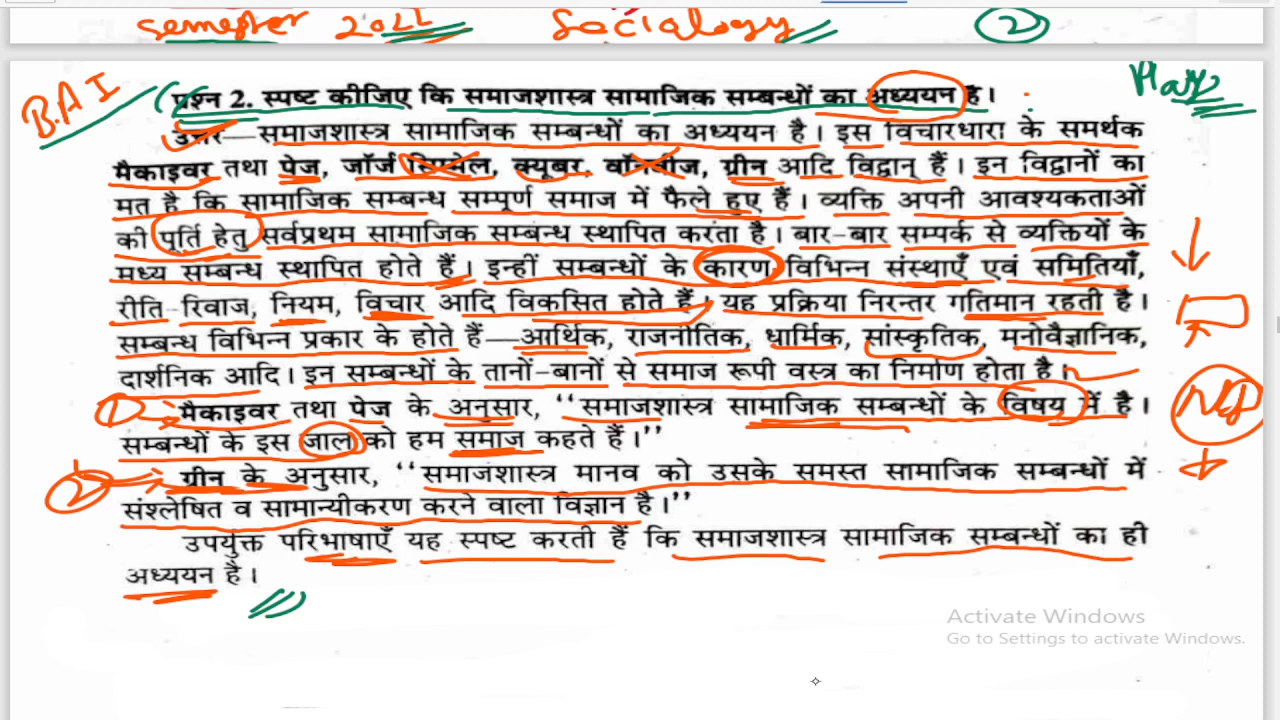 semester 2022 Socialogy 2
B.A I
प्रश्न 2. स्पष्ट कीजिए कि समाजशास्त्र सामाजिक सम्बन्धों का अध्ययन है।
उत्तर—समाजशास्त्र सामाजिक सम्बन्धों का अध्ययन है। इस विचारधारा के समर्थक
मैकाइवर तथा पेज, जॉर्ज क्यूबर, ग्रीन आदि विद्वान् हैं। इन विद्वानों का
मत है कि सामाजिक सम्बन्ध सम्पूर्ण समाज में फैले हुए हैं। व्यक्ति अपनी आवश्यकताओं
की पूर्ति हेतु सर्वप्रथम सामाजिक सम्बन्ध स्थापित करता है। बार-बार सम्पर्क से व्यक्तियों के
मध्य सम्बन्ध स्थापित होते हैं। इन्हीं सम्बन्धों के कारण विभिन्न संस्थाएँ एवं समितियाँ,
रीति-रिवाज, नियम, विचार आदि विकसित होते हैं, यह प्रक्रिया निरन्तर गतिमान रहती है।
सम्बन्ध विभिन्न प्रकार के होते हैं—आर्थिक, राजनीतिक, धार्मिक, सांस्कृतिक, मनोवैज्ञानिक,
दार्शनिक आदि। इन सम्बन्धों के तानों-बानों से समाज रूपी वस्त्र का निर्माण होता है।
1 मैकाइवर तथा पेज के अनुसार, ‘‘समाजशास्त्र सामाजिक सम्बन्धों के विषय में है।
सम्बन्धों के इस जाल को हम समाज कहते हैं।’’
2 ग्रीन के अनुसार, ‘‘समाजशास्त्र मानव को उसके समस्त सामाजिक सम्बन्धों में
संश्लेषित व सामान्यीकरण करने वाला विज्ञान है।’’
उपर्युक्त परिभाषाएँ यह स्पष्ट करती हैं कि समाजशास्त्र सामाजिक सम्बन्धों का ही
अध्ययन है।
Activate Windows
Go to Settings to activate Windows.